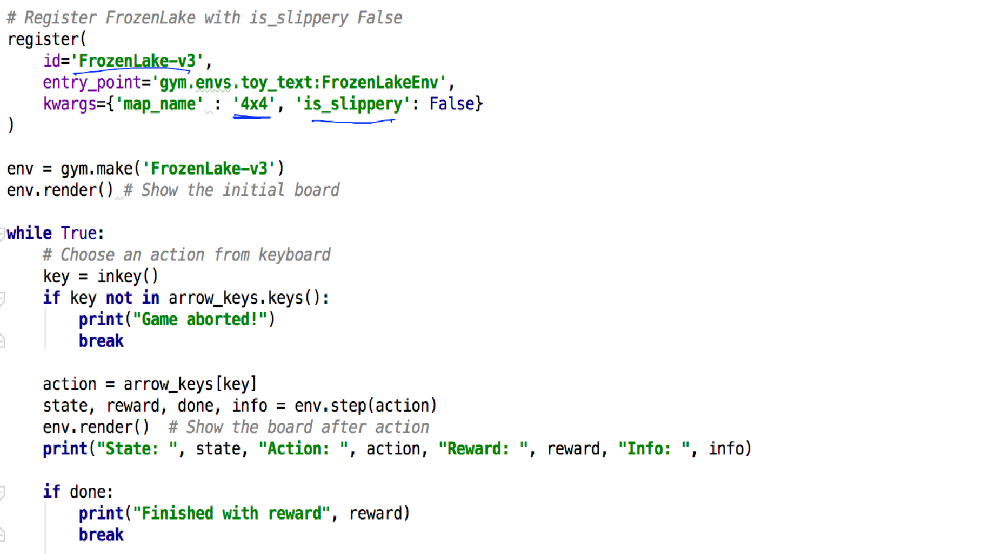 # Register FrozenLake with is_slippery False
register(
    id='FrozenLake-v3',
    entry_point='gym.envs.toy_text:FrozenLakeEnv',
    kwargs={'map_name' : '4x4', 'is_slippery': False}
)
env = gym.make('FrozenLake-v3')
env.render() # Show the initial board
while True:
    # Choose an action from keyboard
    key = inkey()
    if key not in arrow_keys.keys():
        print("Game aborted!")
        break
    action = arrow_keys[key]
    state, reward, done, info = env.step(action)
    env.render()  # Show the board after action
    print("State: ", state, "Action: ", action, "Reward: ", reward, "Info: ", info)
    if done:
        print("Finished with reward", reward)
        break